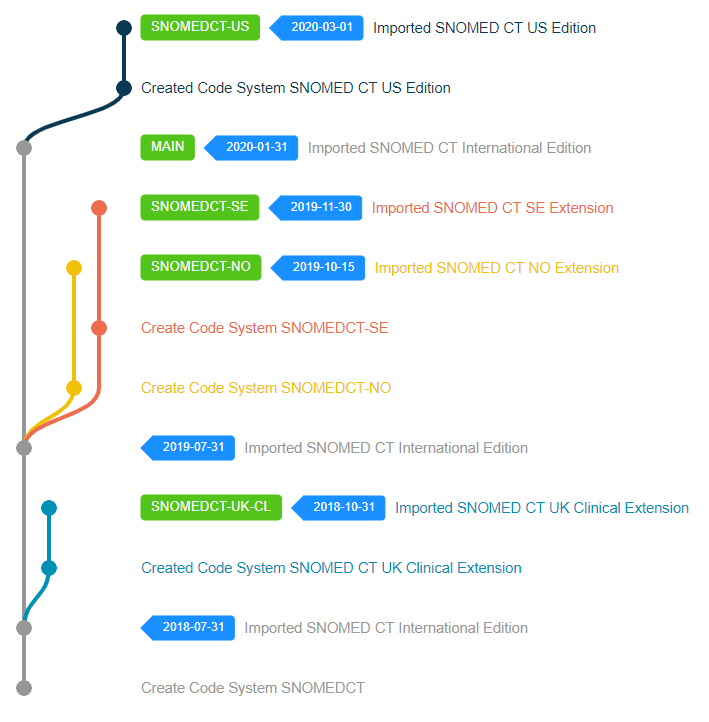 SNOMEDCT-US 2020-03-01 Imported SNOMED CT US Edition
Created Code System SNOMED CT US Edition
MAIN 2020-01-31 Imported SNOMED CT International Edition
SNOMEDCT-SE 2019-11-30 Imported SNOMED CT SE Extension
SNOMEDCT-NO 2019-10-15 Imported SNOMED CT NO Extension
Create Code System SNOMEDCT-SE
Create Code System SNOMEDCT-NO
2019-07-31 Imported SNOMED CT International Edition
SNOMEDCT-UK-CL 2018-10-31 Imported SNOMED CT UK Clinical Extension
Created Code System SNOMED CT UK Clinical Extension
2018-07-31 Imported SNOMED CT International Edition
Create Code System SNOMEDCT